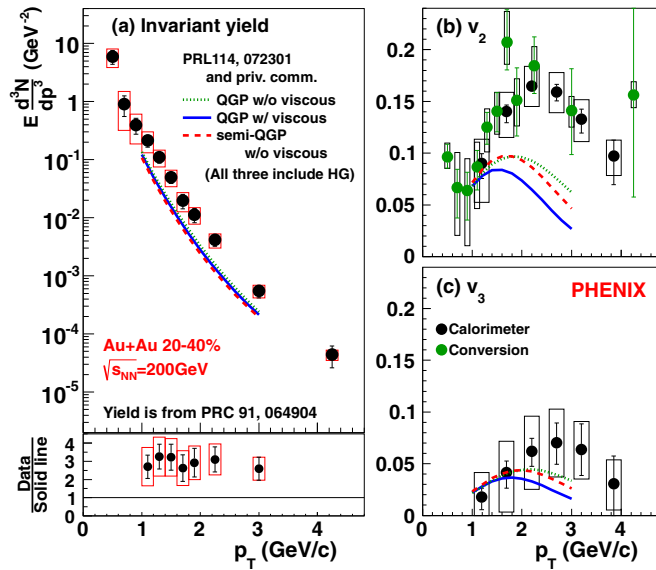 (a) Invariant yield
E d³N/dp³ (GeV⁻²)
PRL114, 072301
and priv. comm.
QGP w/o viscous
QGP w/ viscous
semi-QGP
w/o viscous
(All three include HG)
10
1
10⁻¹
10⁻²
10⁻³
10⁻⁴
10⁻⁵
Au+Au 20-40%
√sNN=200GeV
Yield is from PRC 91, 064904
Data
Solid line
4
3
2
1
0
0 1 2 3 4
pT (GeV/c)
(b) v2
0.2
0.15
0.1
0.05
0
(c) v3
PHENIX
Calorimeter
Conversion
0.2
0.15
0.1
0.05
0
0 1 2 3 4
pT (GeV/c)